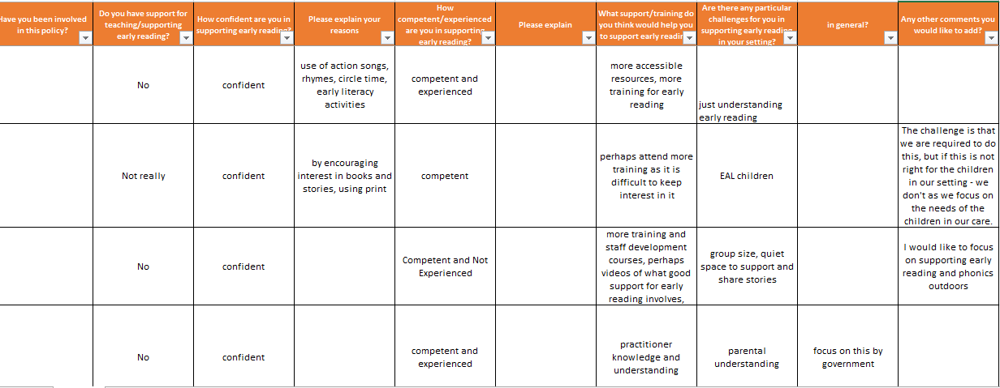 Have you been involved
in this policy?
Do you have support for
teaching/supporting
early reading?
How confident are you in
supporting early reading?
Please explain your
reasons
How
competent/experienced
are you in supporting
early reading?
Please explain
What support/training do
you think would help you
to support early reading
Are there any particular
challenges for you in
supporting early reading
in your setting?
in general?
Any other comments you
would like to add?
No
confident
use of action songs,
rhymes, circle time,
early literacy
activities
competent and
experienced
more accessible
resources, more
training for early
reading
just understanding
early reading
Not really
confident
by encouraging
interest in books and
stories, using print
competent
perhaps attend more
training as it is
difficult to keep
interest in it
EAL children
The challenge is that
we are required to do
this, but if this is not
right for the children
in our setting - we
don't as we focus on
the needs of the
children in our care.
No
confident
Competent and Not
Experienced
more training and
staff development
courses, perhaps
videos of what good
support for early
reading involves,
group size, quiet
space to support and
share stories
I would like to focus
on supporting early
reading and phonics
outdoors
No
confident
competent and
experienced
practitioner
knowledge and
understanding
parental
understanding
focus on this by
government